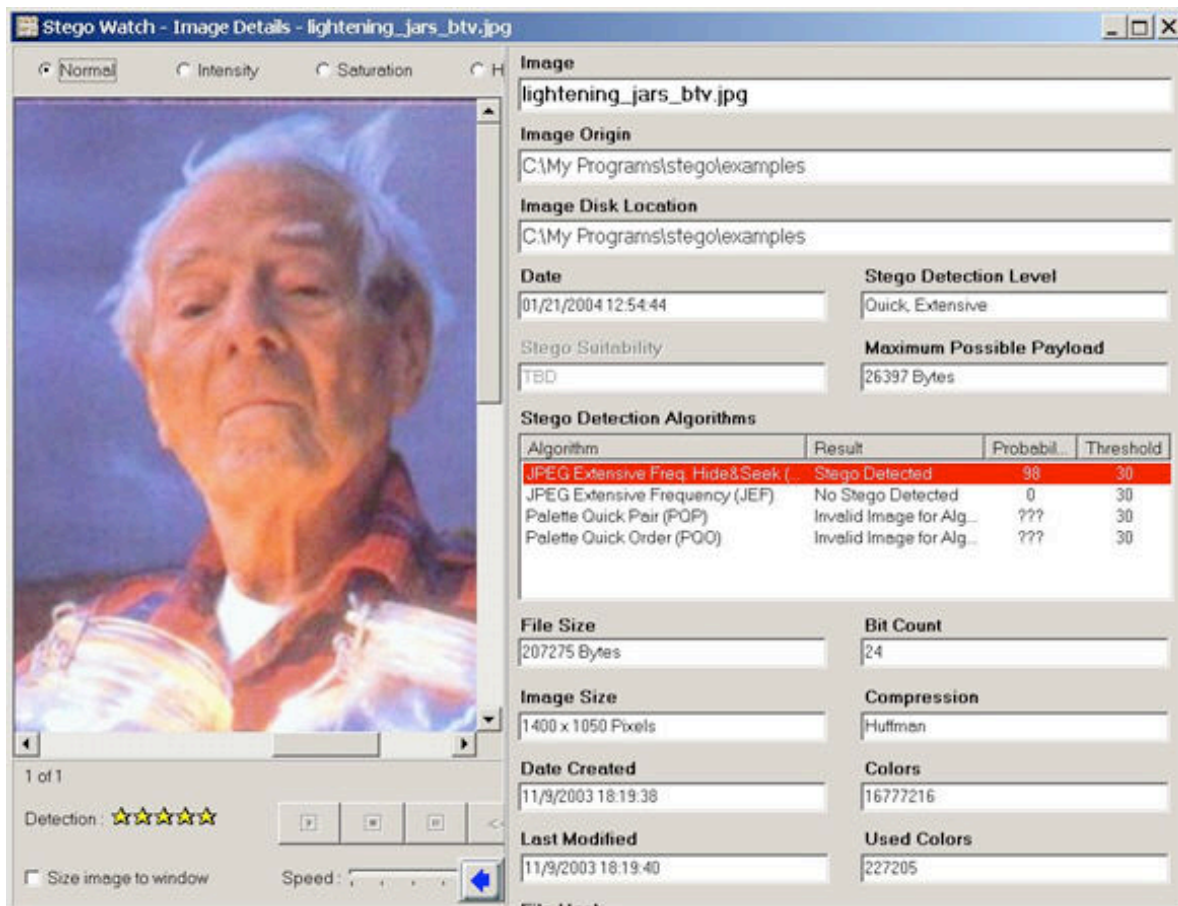 Stego Watch - Image Details - lightening_jars_btv.jpg
Normal Intensity Saturation H
Image
lightening_jars_btv.jpg
Image Origin
C:\My Programs\stego\examples
Image Disk Location
C:\My Programs\stego\examples
Date Stego Detection Level
01/21/2004 12:54:44 Quick, Extensive
Stego Suitability Maximum Possible Payload
TBD 26397 Bytes
Stego Detection Algorithms
Algorithm Result Probabil... Threshold
JPEG Extensive Freq. Hide&Seek (... Stego Detected 98 30
JPEG Extensive Frequency (JEF) No Stego Detected 0 30
Palette Quick Pair (PQP) Invalid Image for Alg... ??? 30
Palette Quick Order (PQO) Invalid Image for Alg... ??? 30
File Size Bit Count
207275 Bytes 24
Image Size Compression
1400 x 1050 Pixels Huffman
Date Created Colors
11/9/2003 18:19:38 16777216
Last Modified Used Colors
11/9/2003 18:19:40 227205
1 of 1
Detection :
<<
Size image to window Speed :